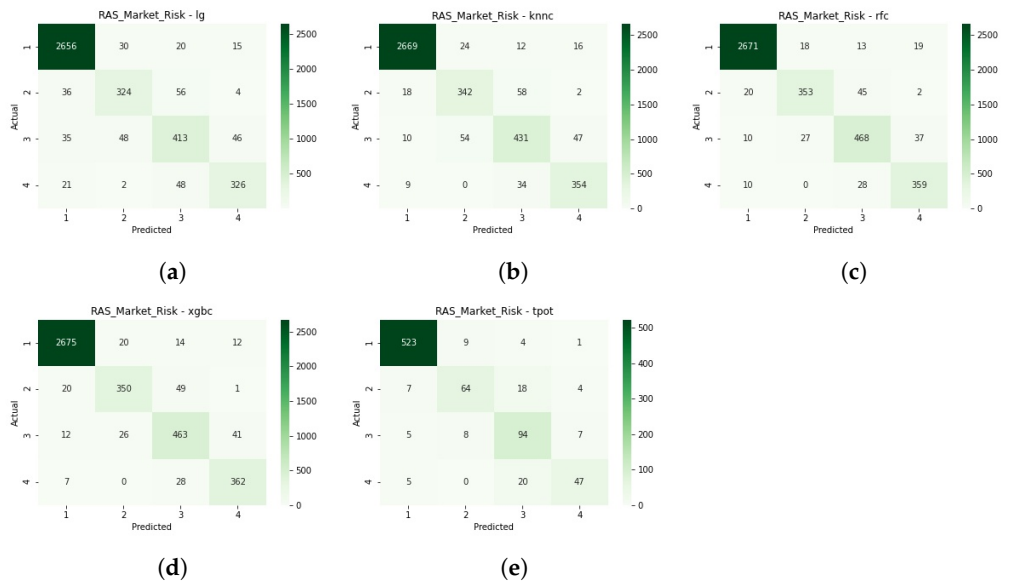 RAS_Market_Risk - lg
1 2656 30 20 15
2 36 324 56 4
3 35 48 413 46
4 21 2 48 326
1 2 3 4
Actual
Predicted
2500
2000
1500
1000
500
(a)
RAS_Market_Risk - knnc
1 2669 24 12 16
2 18 342 58 2
3 10 54 431 47
4 9 0 34 354
1 2 3 4
Actual
Predicted
2500
2000
1500
1000
500
0
(b)
RAS_Market_Risk - rfc
1 2671 18 13 19
2 20 353 45 2
3 10 27 468 37
4 10 0 28 359
1 2 3 4
Actual
Predicted
2500
2000
1500
1000
500
0
(c)
RAS_Market_Risk - xgbc
1 2675 20 14 12
2 20 350 49 1
3 12 26 463 41
4 7 0 28 362
1 2 3 4
Actual
Predicted
2500
2000
1500
1000
500
0
(d)
RAS_Market_Risk - tpot
1 523 9 4 1
2 7 64 18 4
3 5 8 94 7
4 5 0 20 47
1 2 3 4
Actual
Predicted
500
400
300
200
100
0
(e)